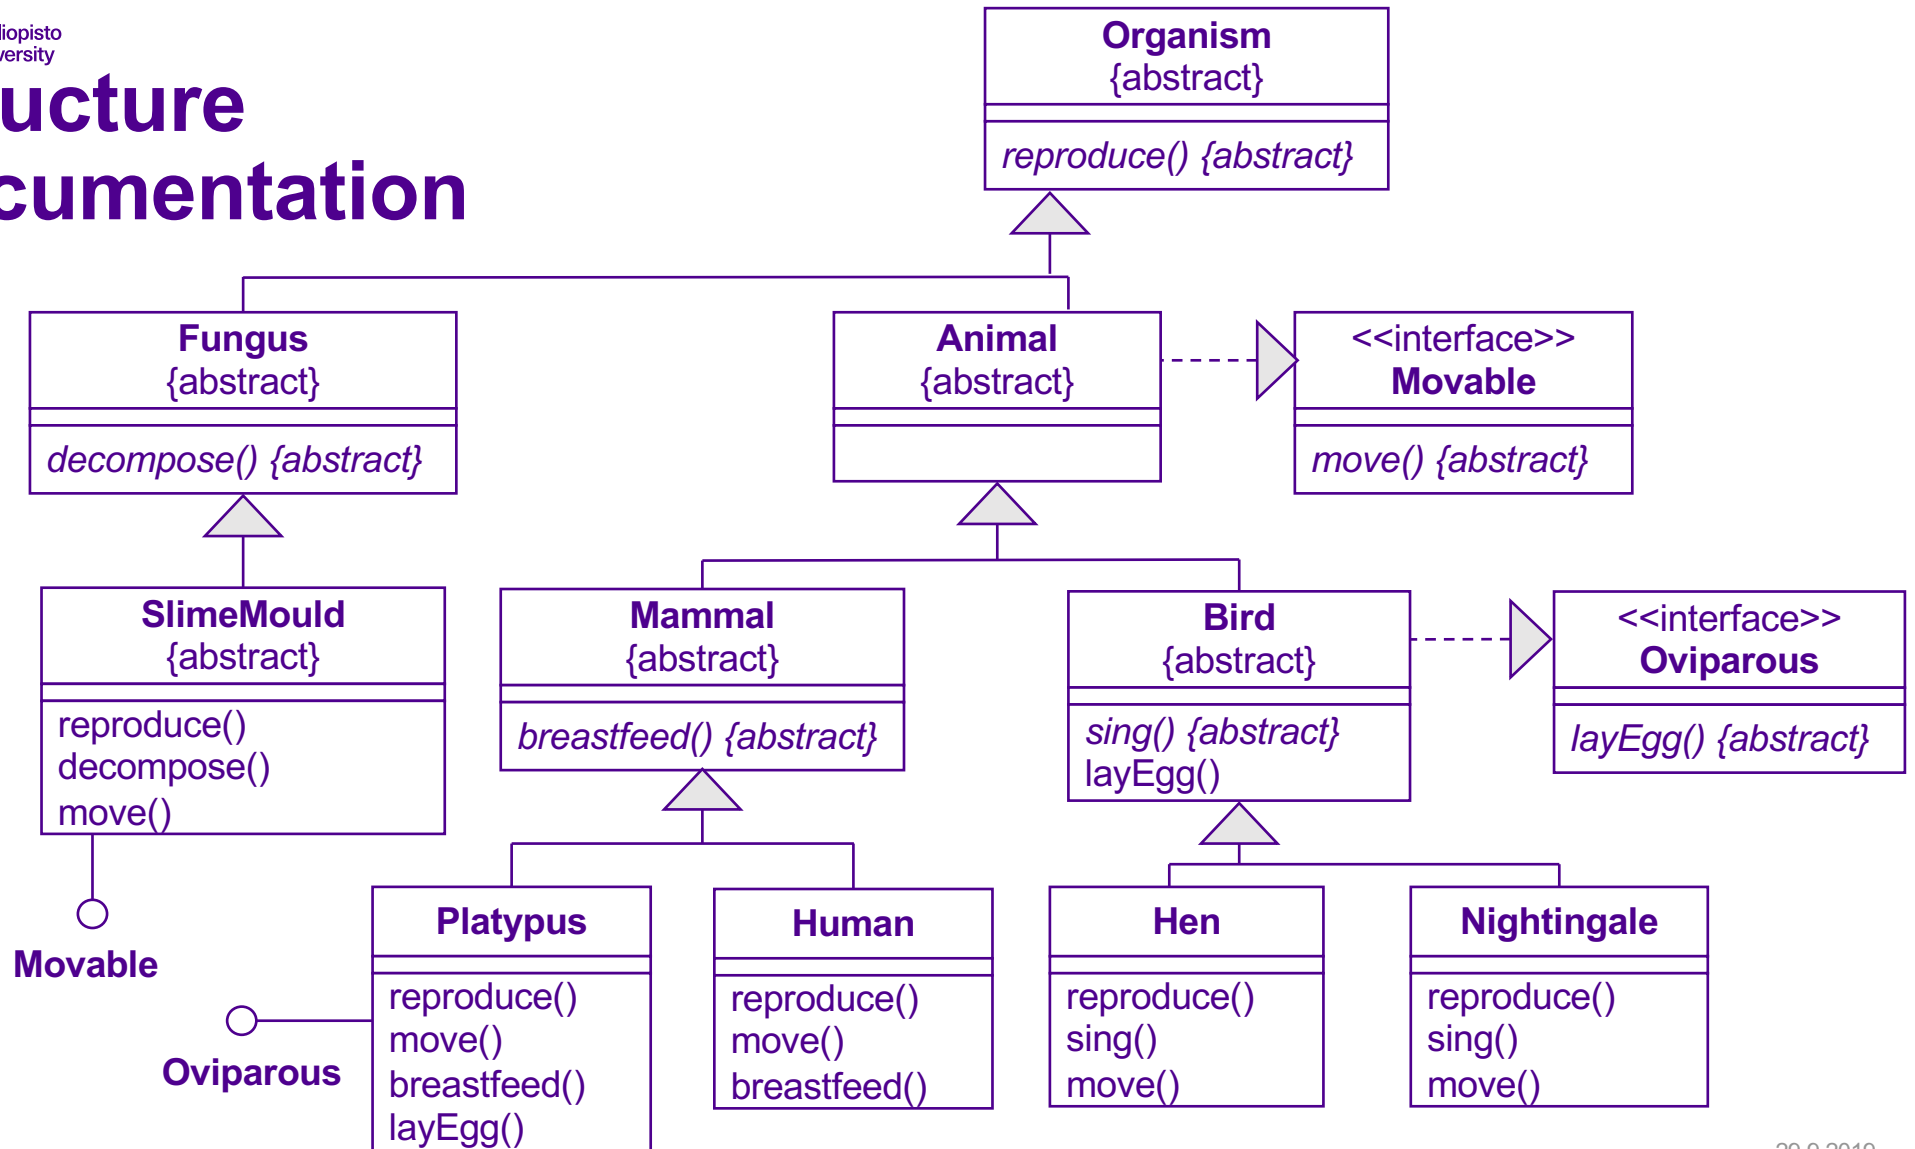 liopisto
versity
ucture
cumentation
Organism
{abstract}
reproduce() {abstract}
Fungus
{abstract}
decompose() {abstract}
Animal
{abstract}
<<interface>>
Movable
move() {abstract}
SlimeMould
{abstract}
reproduce()
decompose()
move()
Movable
Mammal
{abstract}
breastfeed() {abstract}
Bird
{abstract}
sing() {abstract}
layEgg()
<<interface>>
Oviparous
layEgg() {abstract}
Platypus
reproduce()
move()
breastfeed()
layEgg()
Oviparous
Human
reproduce()
move()
breastfeed()
Hen
reproduce()
sing()
move()
Nightingale
reproduce()
sing()
move()